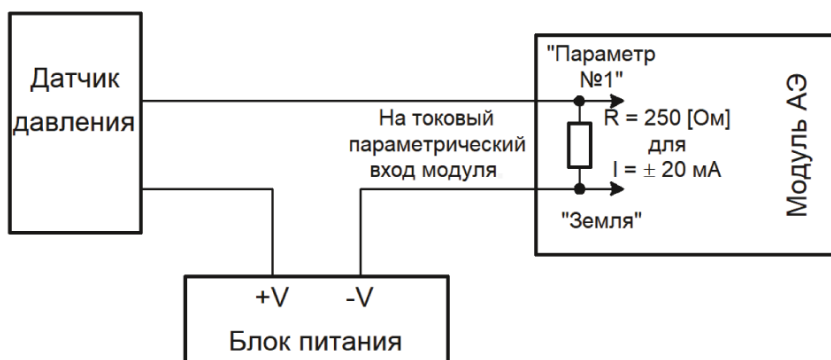 Датчик
давления
"Параметр
№1"
На токовый
параметрический
вход модуля
R = 250 [Ом]
для
I = ± 20 мА
"Земля"
Модуль АЭ
+V -V
Блок питания